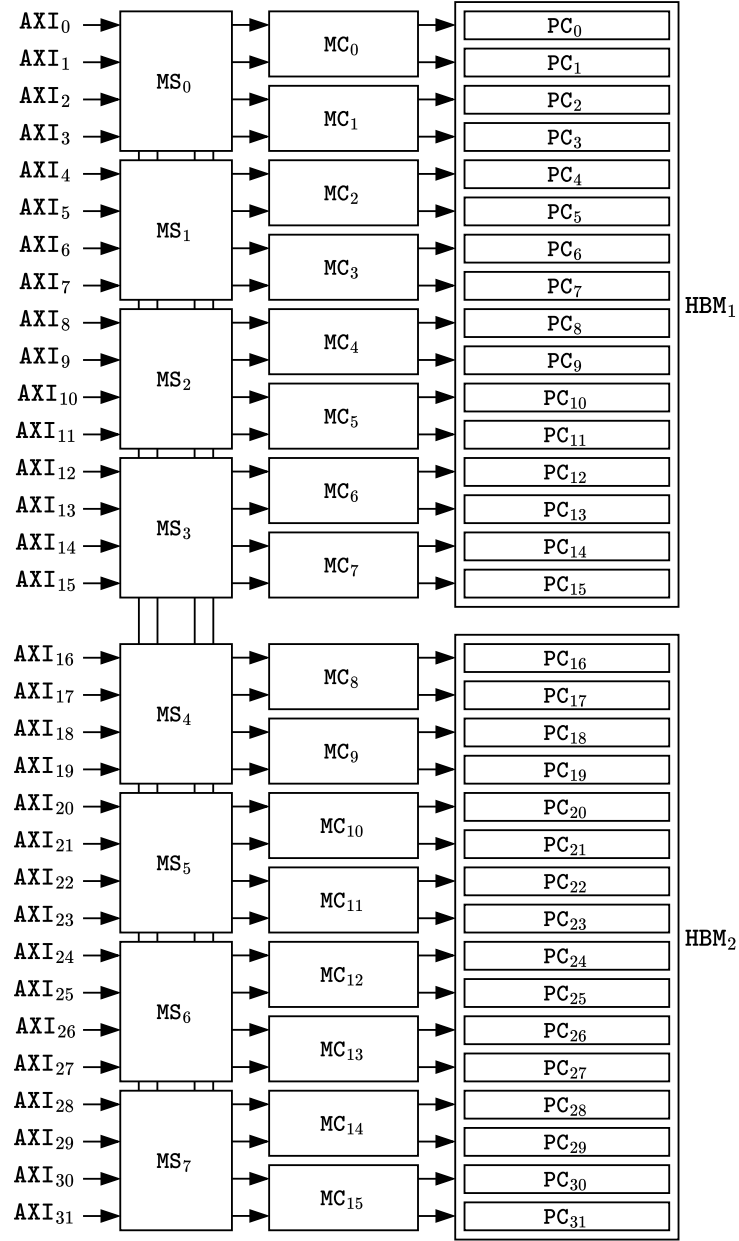 AXI₀ MS₀ MC₀ PC₀
AXI₁ PC₁
AXI₂ MC₁ PC₂
AXI₃ PC₃
AXI₄ MS₁ MC₂ PC₄
AXI₅ PC₅
AXI₆ MC₃ PC₆
AXI₇ PC₇
HBM₁
AXI₈ MS₂ MC₄ PC₈
AXI₉ PC₉
AXI₁₀ MC₅ PC₁₀
AXI₁₁ PC₁₁
AXI₁₂ MS₃ MC₆ PC₁₂
AXI₁₃ PC₁₃
AXI₁₄ MC₇ PC₁₄
AXI₁₅ PC₁₅
AXI₁₆ MS₄ MC₈ PC₁₆
AXI₁₇ PC₁₇
AXI₁₈ MC₉ PC₁₈
AXI₁₉ PC₁₉
AXI₂₀ MS₅ MC₁₀ PC₂₀
AXI₂₁ PC₂₁
AXI₂₂ MC₁₁ PC₂₂
AXI₂₃ PC₂₃
HBM₂
AXI₂₄ MS₆ MC₁₂ PC₂₄
AXI₂₅ PC₂₅
AXI₂₆ MC₁₃ PC₂₆
AXI₂₇ PC₂₇
AXI₂₈ MS₇ MC₁₄ PC₂₈
AXI₂₉ PC₂₉
AXI₃₀ MC₁₅ PC₃₀
AXI₃₁ PC₃₁